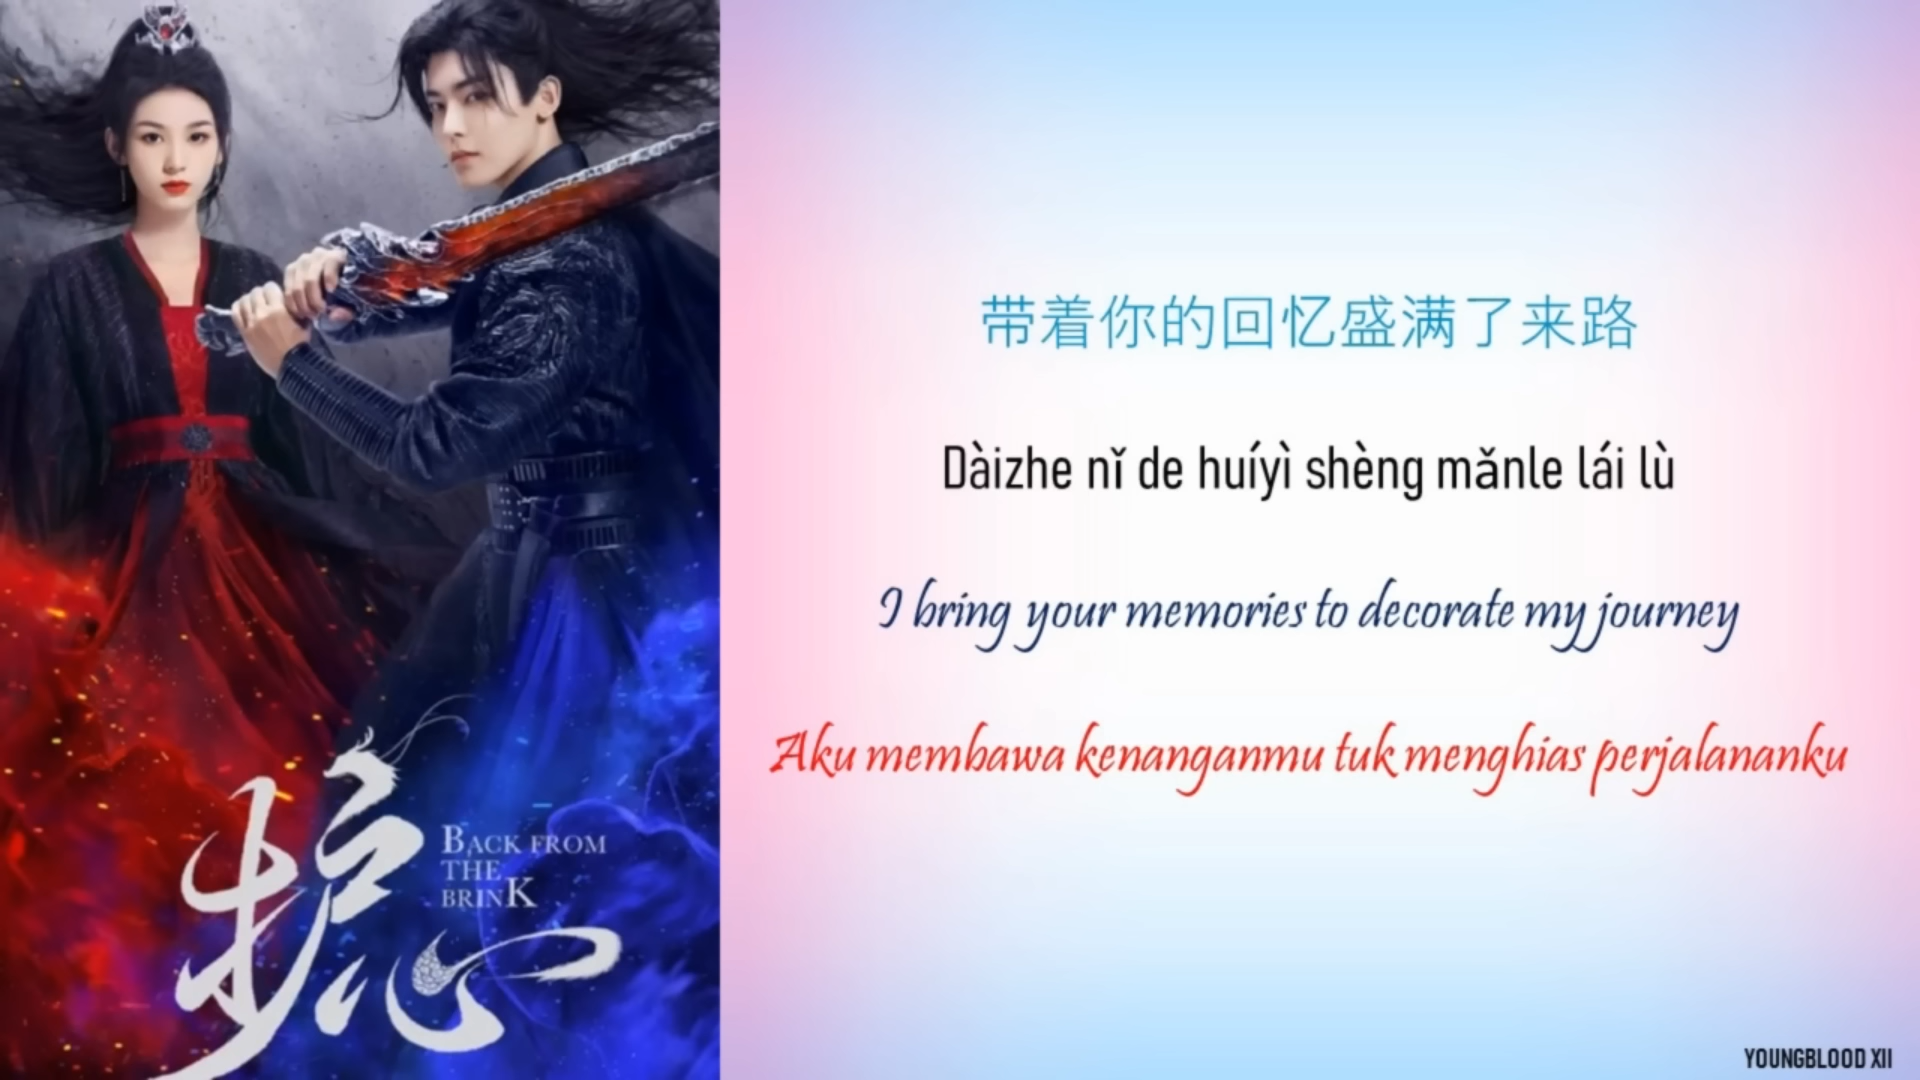 带着你的回忆盛满了来路
Dàizhe nǐ de huíyì shèng mǎnle lái lù
I bring your memories to decorate my journey
Aku membawa kenanganmu tuk menghias perjalananku
护心
BACK FROM
THE
BRINK
YOUNGBLOOD XII